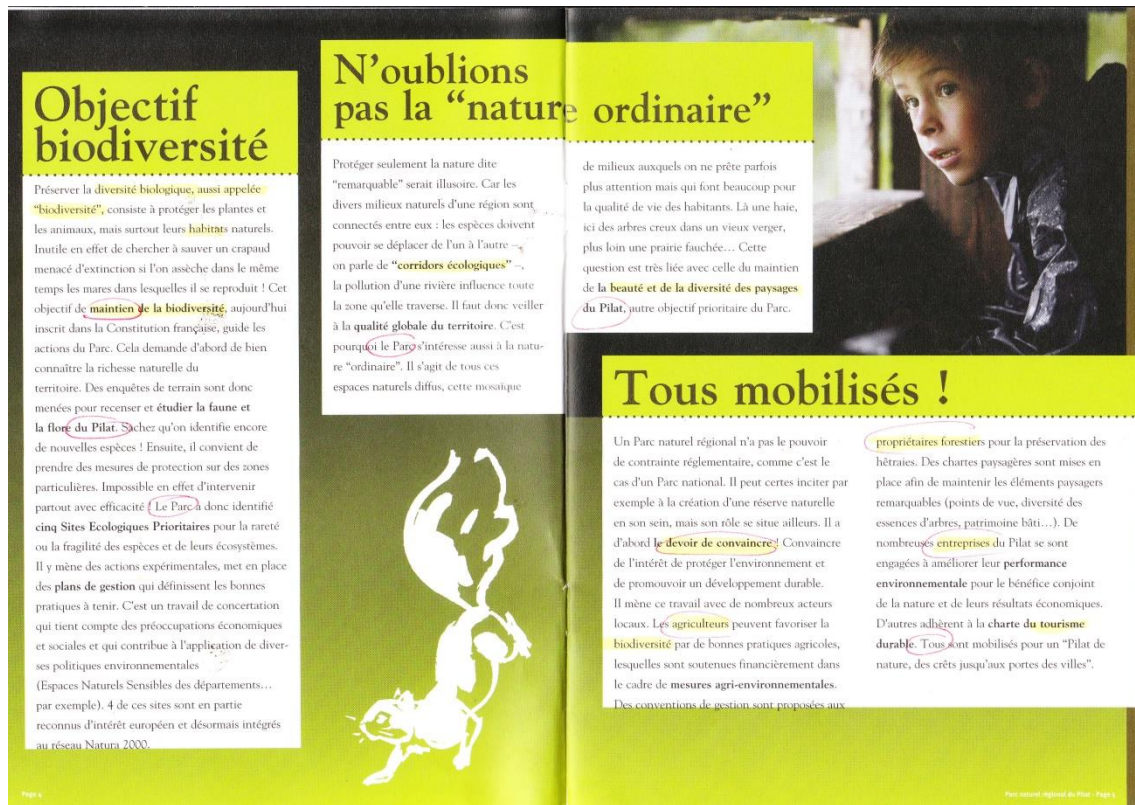 Objectif
biodiversité
Préserver la diversité biologique, aussi appelée
“biodiversité”, consiste à protéger les plantes et
les animaux, mais surtout leurs habitats naturels.
Inutile en effet de chercher à sauver un crapaud
menacé d'extinction si l'on assèche dans le même
temps les mares dans lesquelles il se reproduit ! Cet
objectif de maintien de la biodiversité, aujourd'hui
inscrit dans la Constitution française, guide les
actions du Parc. Cela demande d'abord de bien
connaître la richesse naturelle du
territoire. Des enquêtes de terrain sont donc
menées pour recenser et étudier la faune et
la flore du Pilat. Sachez qu'on identifie encore
de nouvelles espèces ! Ensuite, il convient de
prendre des mesures de protection sur des zones
particulières. Impossible en effet d'intervenir
partout avec efficacité ! Le Parc a donc identifié
cinq Sites Ecologiques Prioritaires pour la rareté
ou la fragilité des espèces et de leurs écosystèmes.
Il y mène des actions expérimentales, met en place
des plans de gestion qui définissent les bonnes
pratiques à tenir. C'est un travail de concertation
qui tient compte des préoccupations économiques
et sociales et qui contribue à l'application de diver-
ses politiques environnementales
(Espaces Naturels Sensibles des départements…
par exemple). 4 de ces sites sont en partie
reconnus d'intérêt européen et désormais intégrés
au réseau Natura 2000.
N'oublions
pas la “nature ordinaire”
Protéger seulement la nature dite
“remarquable” serait illusoire. Car les
divers milieux naturels d'une région sont
connectés entre eux : les espèces doivent
pouvoir se déplacer de l'un à l'autre –,
on parle de “corridors écologiques” –,
la pollution d'une rivière influence toute
la zone qu'elle traverse. Il faut donc veiller
à la qualité globale du territoire. C'est
pourquoi le Parc s'intéresse aussi à la natu-
re “ordinaire”. Il s'agit de tous ces
espaces naturels diffus, cette mosaïque
de milieux auxquels on ne prête parfois
plus attention mais qui font beaucoup pour
la qualité de vie des habitants. Là une haie,
ici des arbres creux dans un vieux verger,
plus loin une prairie fauchée… Cette
question est très liée avec celle du maintien
de la beauté et de la diversité des paysages
du Pilat, autre objectif prioritaire du Parc.
Tous mobilisés !
Un Parc naturel régional n'a pas le pouvoir
de contrainte réglementaire, comme c'est le
cas d'un Parc national. Il peut certes inciter par
exemple à la création d'une réserve naturelle
en son sein, mais son rôle se situe ailleurs. Il a
d'abord le devoir de convaincre ! Convaincre
de l'intérêt de protéger l'environnement et
de promouvoir un développement durable.
Il mène ce travail avec de nombreux acteurs
locaux. Les agriculteurs peuvent favoriser la
biodiversité par de bonnes pratiques agricoles,
lesquelles sont soutenues financièrement dans
le cadre de mesures agri-environnementales.
Des conventions de gestion sont proposées aux
propriétaires forestiers pour la préservation des
hêtraies. Des chartes paysagères sont mises en
place afin de maintenir les éléments paysagers
remarquables (points de vue, diversité des
essences d'arbres, patrimoine bâti…). De
nombreuses entreprises du Pilat se sont
engagées à améliorer leur performance
environnementale pour le bénéfice conjoint
de la nature et de leurs résultats économiques.
D'autres adhèrent à la charte du tourisme
durable. Tous sont mobilisés pour un “Pilat de
nature, des crêts jusqu'aux portes des villes”.
Page 4
Parc naturel régional du Pilat - Page 5